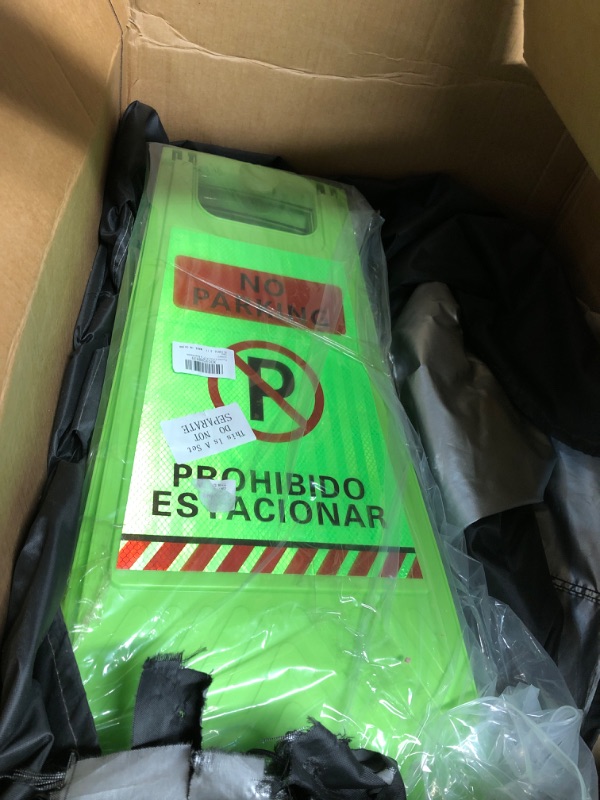 NO
PARKING
P
This Is A Set
DO NOT
SEPARATE
PROHIBIDO
ESTACIONAR